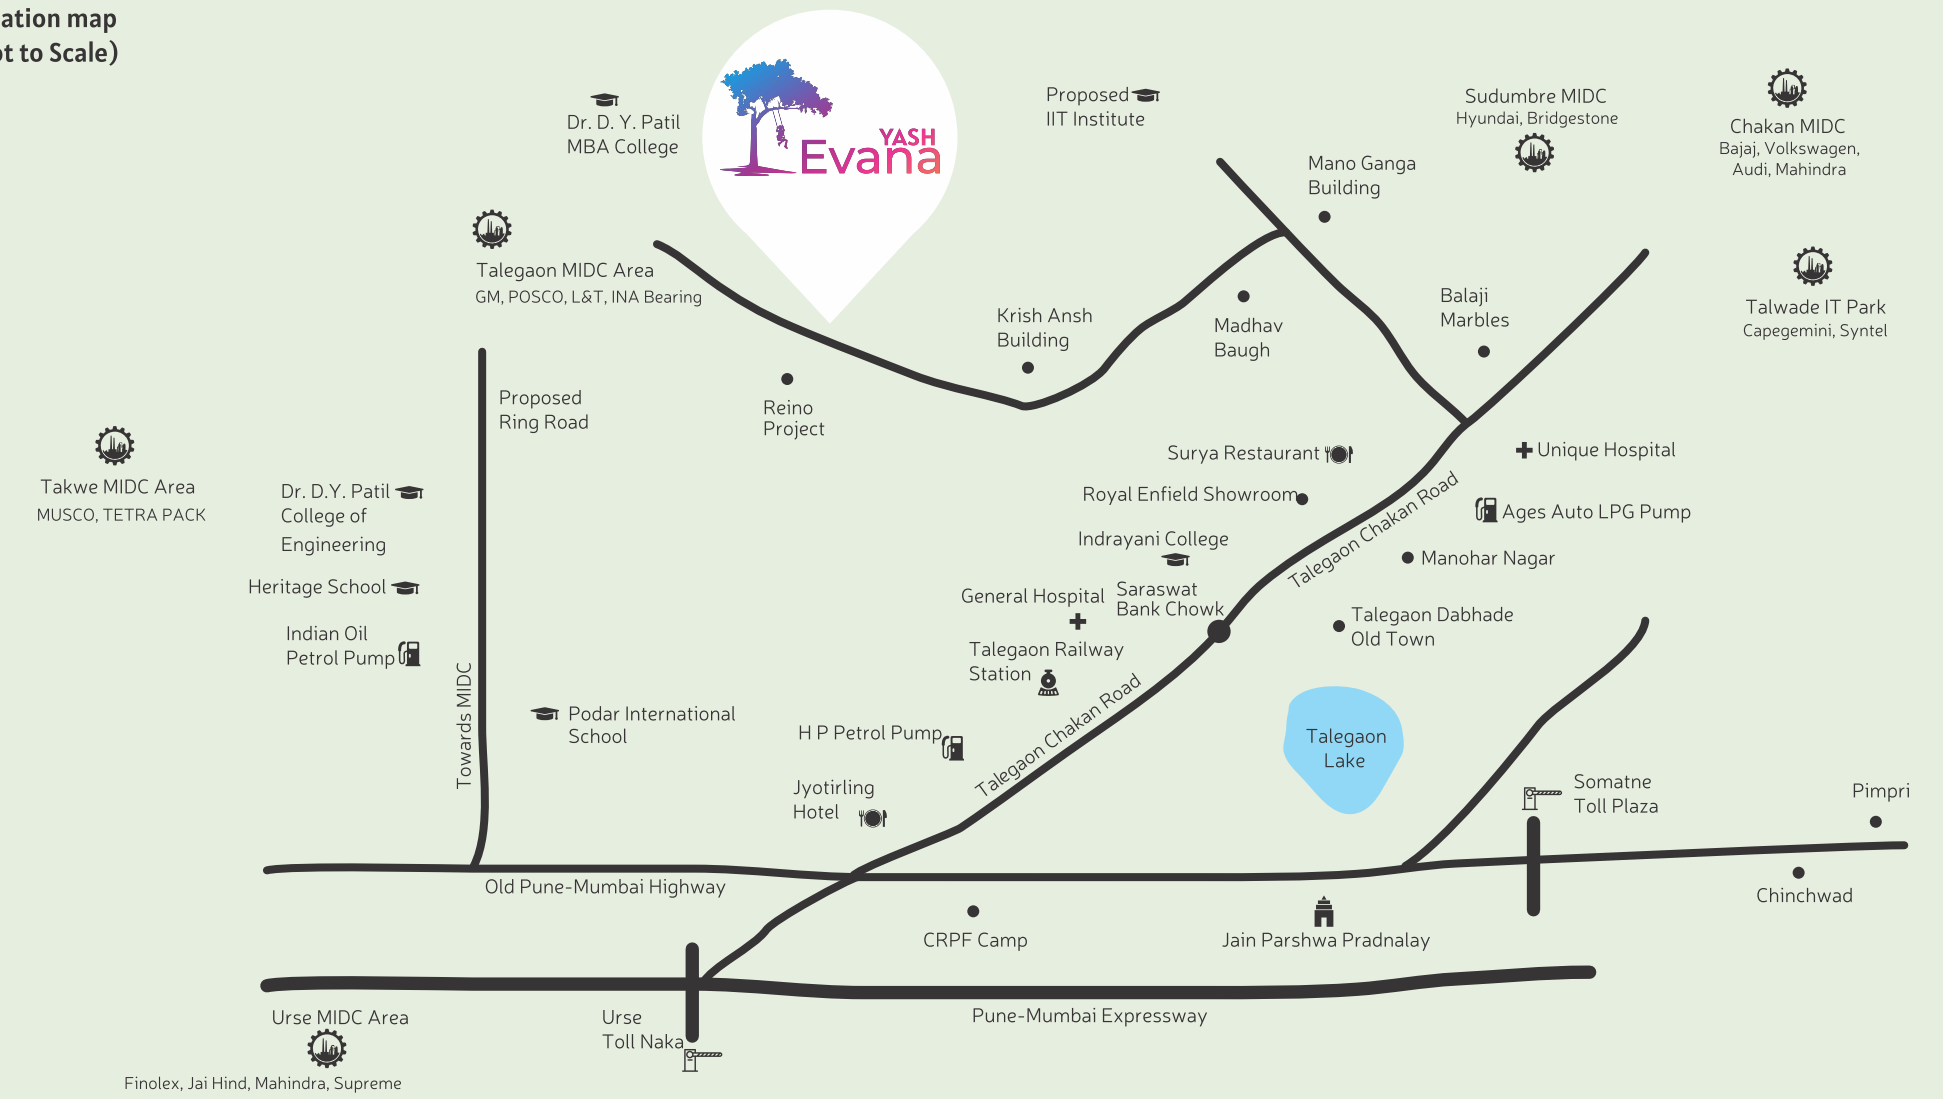 ation map
ot to Scale)
Dr. D. Y. Patil
MBA College
YASH
Evana
Proposed
IIT Institute
Sudumbre MIDC
Hyundai, Bridgestone
Chakan MIDC
Bajaj, Volkswagen,
Audi, Mahindra
Mano Ganga
Building
Talegaon MIDC Area
GM, POSCO, L&T, INA Bearing
Krish Ansh
Building
Madhav
Baugh
Balaji
Marbles
Talwade IT Park
Capegemini, Syntel
Proposed
Ring Road
Reino
Project
Takwe MIDC Area
MUSCO, TETRA PACK
Dr. D.Y. Patil
College of
Engineering
Heritage School
Indian Oil
Petrol Pump
Towards MIDC
Podar International
School
Surya Restaurant
Royal Enfield Showroom
Indrayani College
General Hospital
Saraswat
Bank Chowk
Talegaon Railway
Station
Unique Hospital
Ages Auto LPG Pump
Talegaon Chakan Road
Manohar Nagar
Talegaon Dabhade
Old Town
H P Petrol Pump
Talegaon Chakan Road
Jyotirling
Hotel
Talegaon
Lake
Somatne
Toll Plaza
Pimpri
Old Pune-Mumbai Highway
Chinchwad
CRPF Camp
Jain Parshwa Pradnalay
Urse MIDC Area
Finolex, Jai Hind, Mahindra, Supreme
Urse
Toll Naka
Pune-Mumbai Expressway